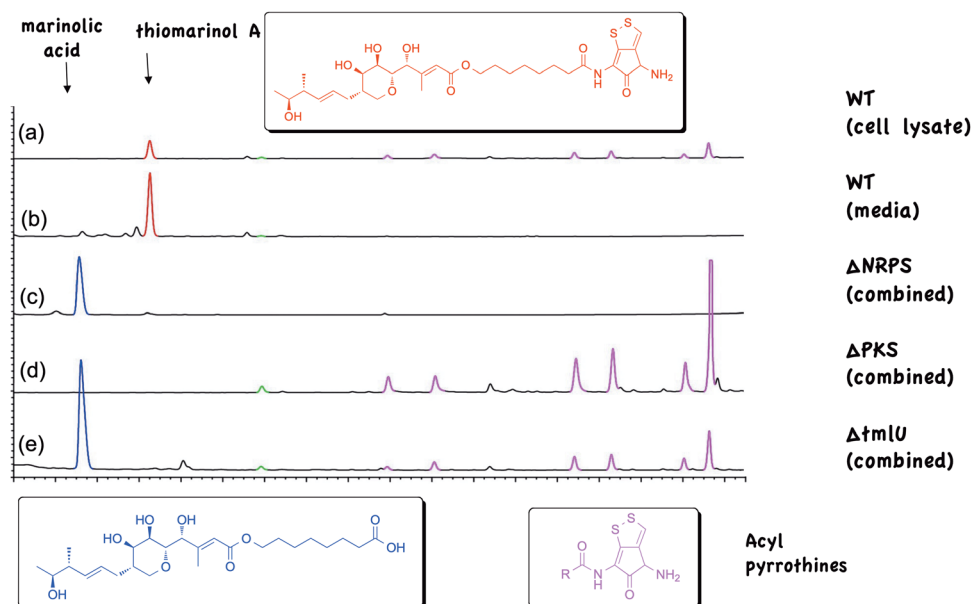 marinolic
acid
thiomarinol A
HO
OH
HO
O
O
O
OH
O
N
H
S
S
O
NH₂
(a)
WT
(cell lysate)
(b)
WT
(media)
(c)
ΔNRPS
(combined)
(d)
ΔPKS
(combined)
(e)
ΔtmlU
(combined)
HO
OH
HO
O
O
O
OH
O
OH
S
S
O
R
N
H
O
NH₂
Acyl
pyrrothines